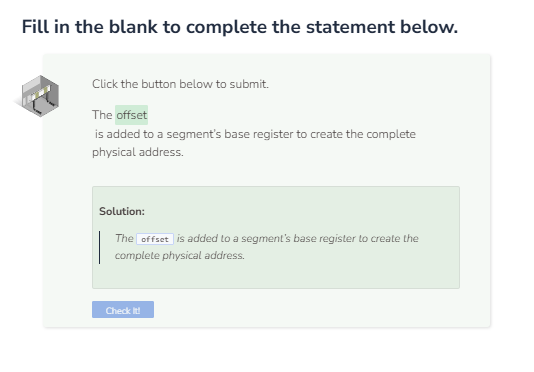 Fill in the blank to complete the statement below.
Click the button below to submit.
The offset
is added to a segment's base register to create the complete
physical address.
Solution:
The offset is added to a segment's base register to create the
complete physical address.
Check It!